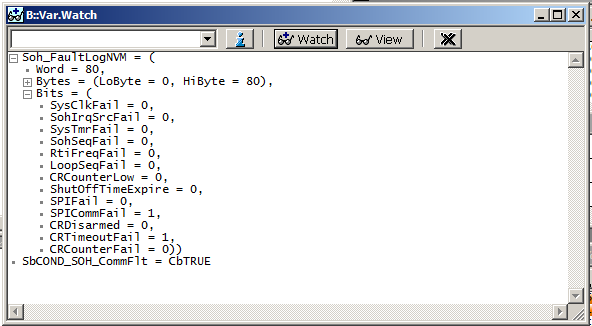 B::Var.Watch
Watch View
Soh_FaultLogNVM = (
Word = 80,
Bytes = (LoByte = 0, HiByte = 80),
Bits = (
SysClkFail = 0,
SohIrqSrcFail = 0,
SysTmrFail = 0,
SohSeqFail = 0,
RtiFreqFail = 0,
LoopSeqFail = 0,
CRCounterLow = 0,
ShutOffTimeExpire = 0,
SPIFail = 0,
SPICommFail = 1,
CRDisarmed = 0,
CRTimeoutFail = 1,
CRCounterFail = 0))
SbCOND_SOH_CommFlt = CbTRUE